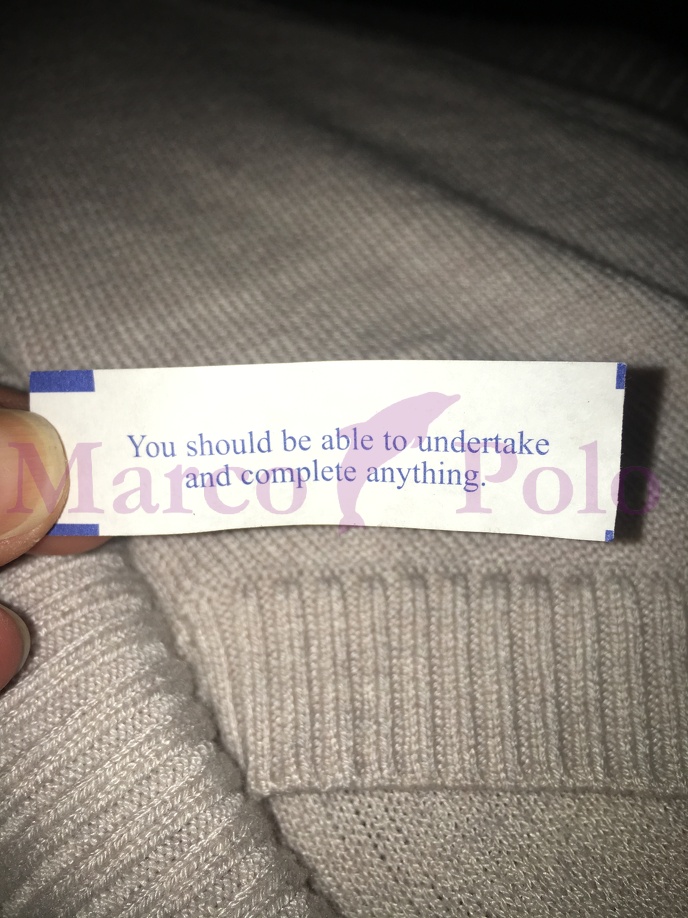 You should be able to undertake
and complete anything.
Marco Polo